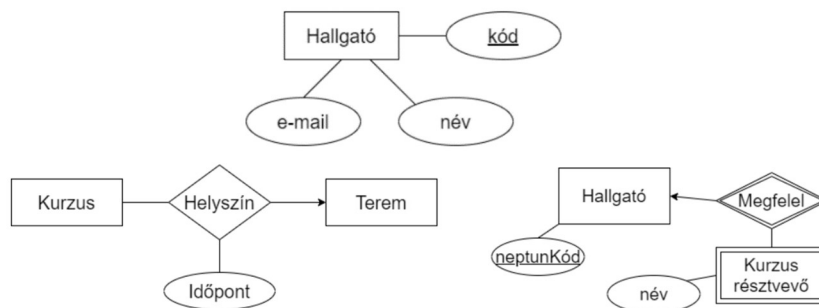 Hallgató
kód
e-mail
név
Kurzus
Helyszín
Terem
Időpont
Hallgató
Megfelel
neptunKód
név
Kurzus
résztvevő